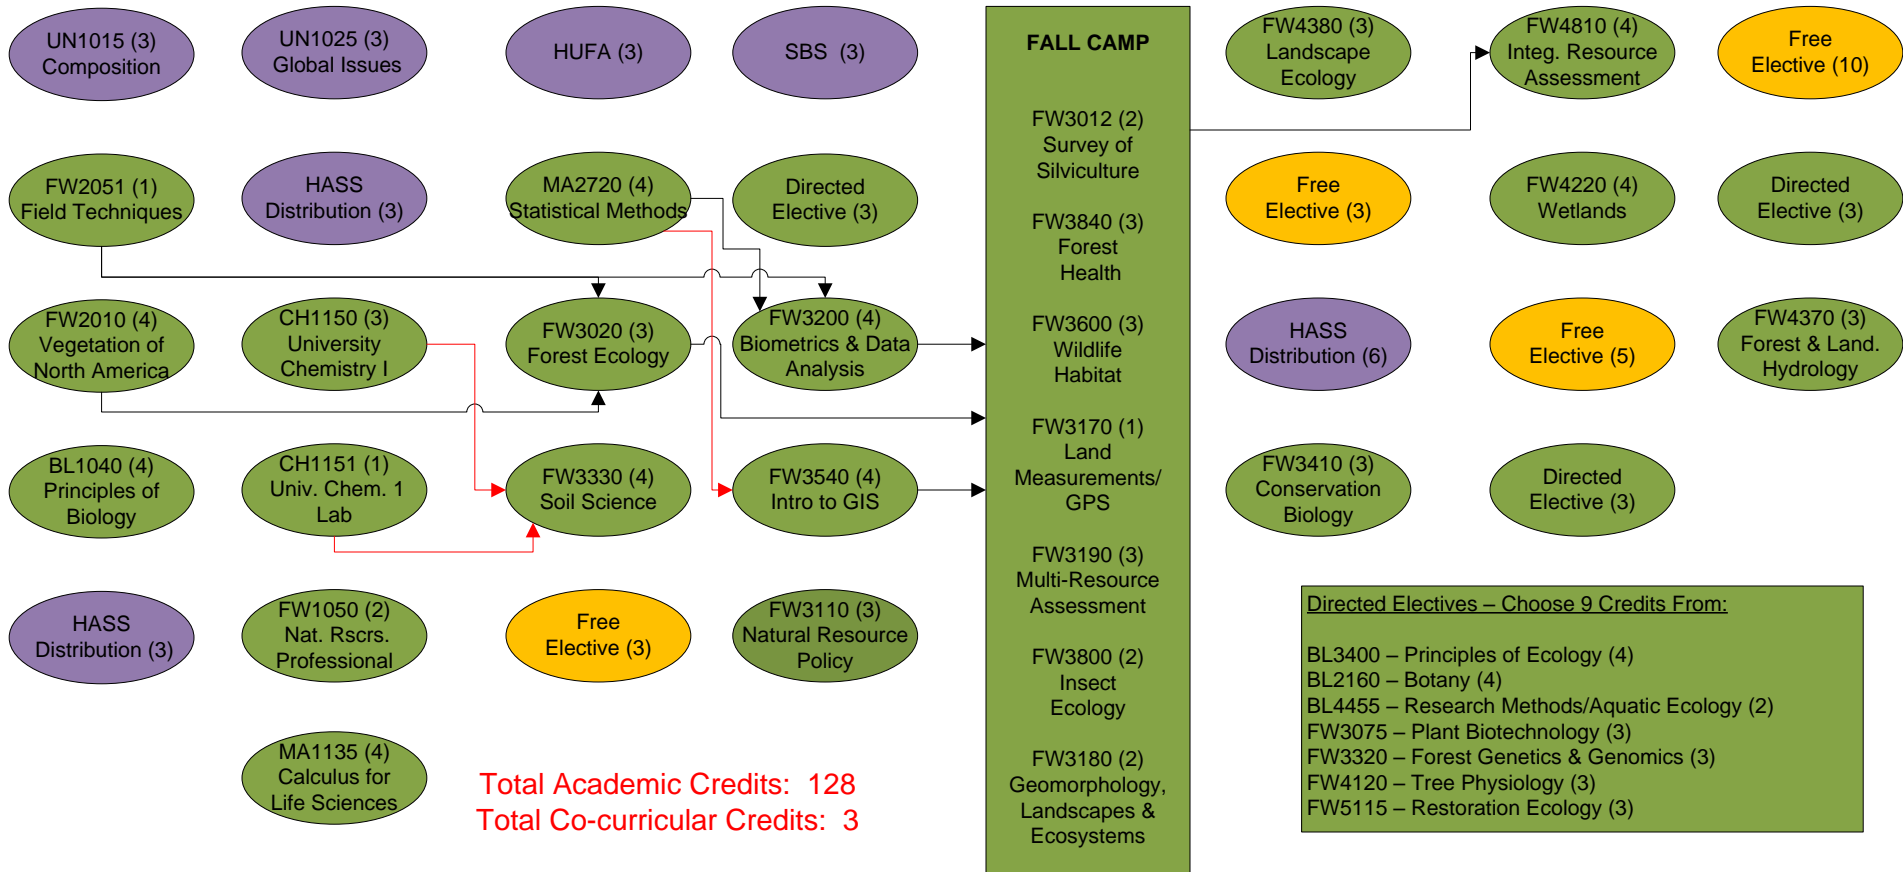 UN1015 (3)
Composition
FW2051 (1)
Field Techniques
FW2010 (4)
Vegetation of
North America
BL1040 (4)
Principles of
Biology
HASS
Distribution (3)
UN1025 (3)
Global Issues
HASS
Distribution (3)
CH1150 (3)
University
Chemistry I
CH1151 (1)
Univ. Chem. 1
Lab
FW1050 (2)
Nat. Rscrs.
Professional
MA1135 (4)
Calculus for
Life Sciences
HUFA (3)
MA2720 (4)
Statistical Methods
FW3020 (3)
Forest Ecology
FW3330 (4)
Soil Science
Free
Elective (3)
SBS (3)
Directed
Elective (3)
FW3200 (4)
Biometrics & Data
Analysis
FW3540 (4)
Intro to GIS
FW3110 (3)
Natural Resource
Policy
Total Academic Credits: 128
Total Co-curricular Credits: 3
FALL CAMP
FW3012 (2)
Survey of
Silviculture
FW3840 (3)
Forest
Health
FW3600 (3)
Wildlife
Habitat
FW3170 (1)
Land
Measurements/
GPS
FW3190 (3)
Multi-Resource
Assessment
FW3800 (2)
Insect
Ecology
FW3180 (2)
Geomorphology,
Landscapes &
Ecosystems
FW4380 (3)
Landscape
Ecology
Free
Elective (3)
HASS
Distribution (6)
FW3410 (3)
Conservation
Biology
FW4810 (4)
Integ. Resource
Assessment
FW4220 (4)
Wetlands
Free
Elective (5)
Directed
Elective (3)
Free
Elective (10)
Directed
Elective (3)
FW4370 (3)
Forest & Land.
Hydrology
Directed Electives – Choose 9 Credits From:
BL3400 – Principles of Ecology (4)
BL2160 – Botany (4)
BL4455 – Research Methods/Aquatic Ecology (2)
FW3075 – Plant Biotechnology (3)
FW3320 – Forest Genetics & Genomics (3)
FW4120 – Tree Physiology (3)
FW5115 – Restoration Ecology (3)